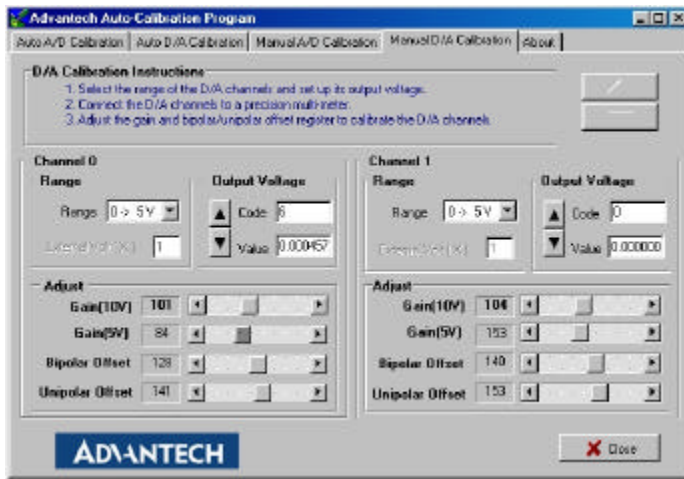 Advantech Auto-Calibration Program
Auto A/D Calibration Auto D/A Calibration Manual A/D Calibration Manual D/A Calibration About
D/A Calibration Instructions
1. Select the range of the D/A channels and set up its output voltage.
2. Connect the D/A channels to a precision multi-meter.
3. Adjust the gain and bipolar/unipolar offset register to calibrate the D/A channels.
Channel 0
Range
Range 0 -> 5 V
1
Output Voltage
Code 6
Value 0.000457
Adjust
Gain(10V) 101
Gain(5V) 84
Bipolar Offset 128
Unipolar Offset 141
Channel 1
Range
Range 0 -> 5 V
1
Output Voltage
Code 0
Value 0.000000
Adjust
Gain(10V) 104
Gain(5V) 153
Bipolar Offset 140
Unipolar Offset 153
ADVANTECH
Close